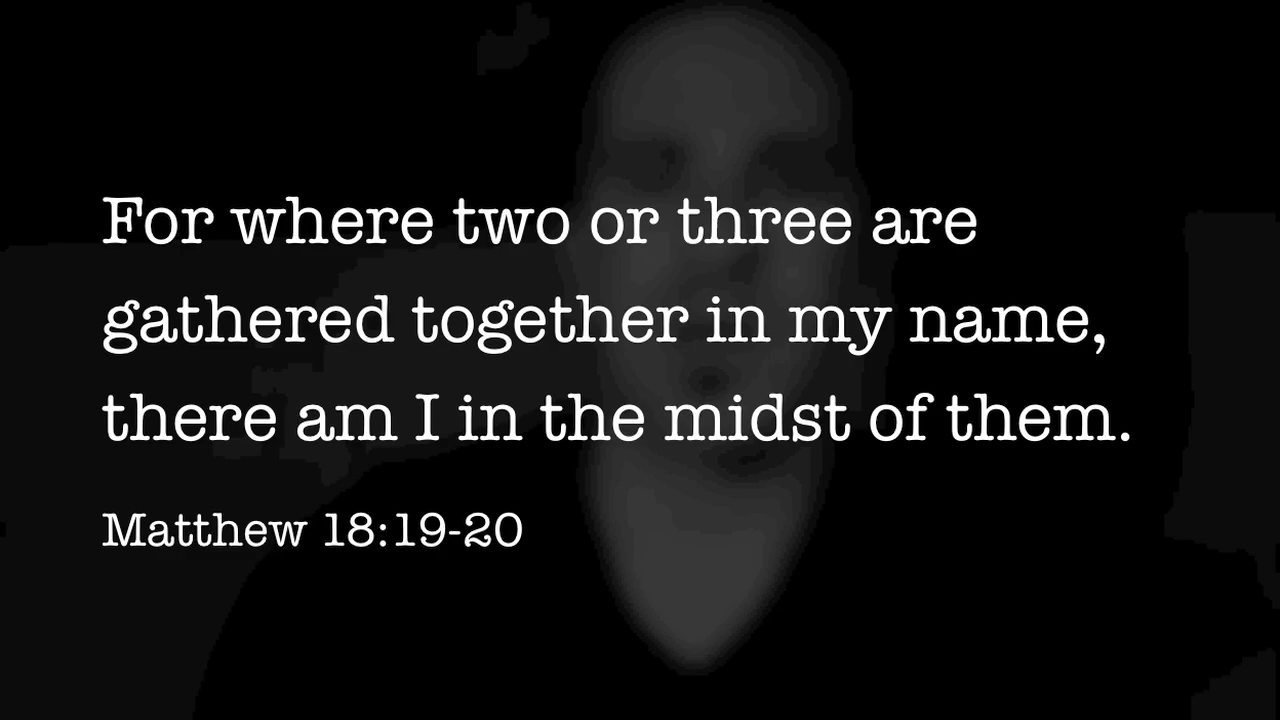 For where two or three are
gathered together in my name,
there am I in the midst of them.
Matthew 18:19-20